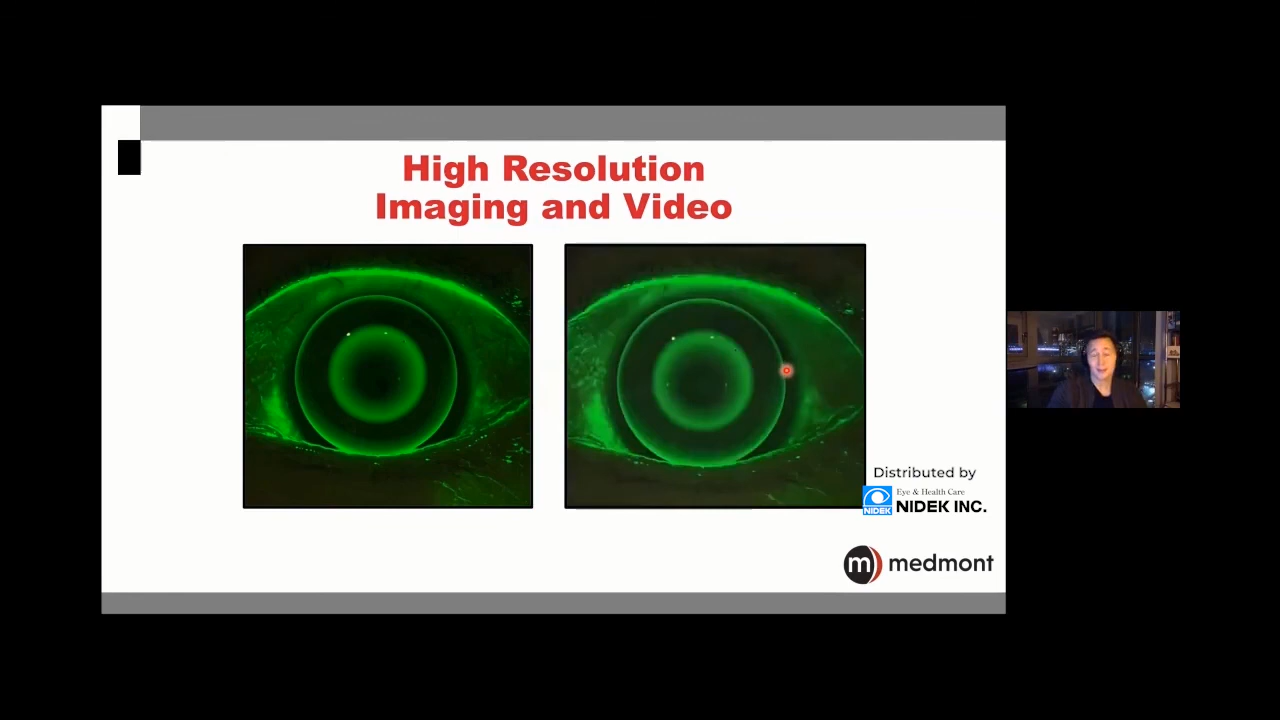 High Resolution
Imaging and Video
Distributed by
Eye & Health Care
NIDEK
NIDEK INC.
m medmont